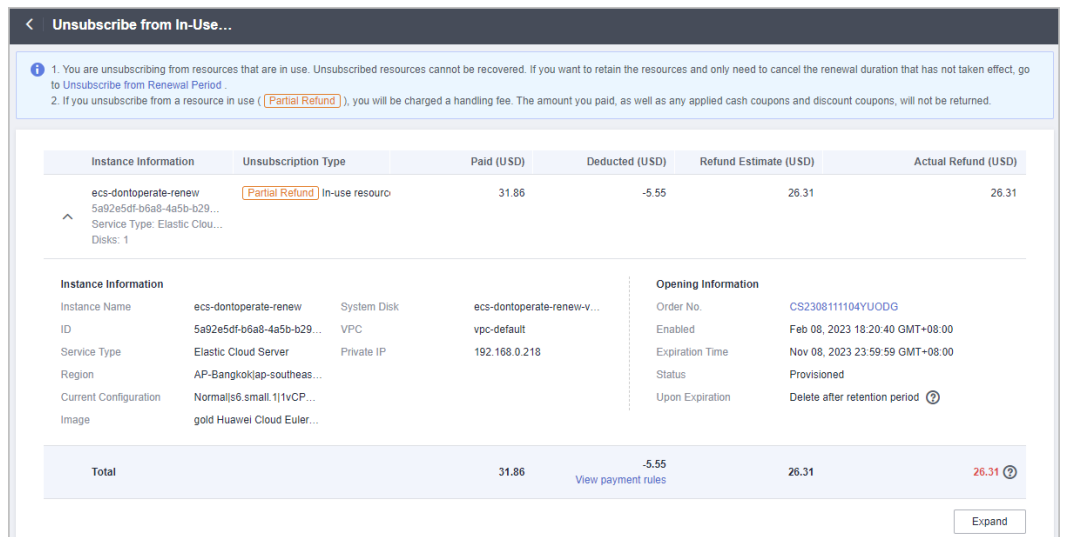 Unsubscribe from In-Use...
1. You are unsubscribing from resources that are in use. Unsubscribed resources cannot be recovered. If you want to retain the resources and only need to cancel the renewal duration that has not taken effect, go
to Unsubscribe from Renewal Period .
2. If you unsubscribe from a resource in use ( Partial Refund ), you will be charged a handling fee. The amount you paid, as well as any applied cash coupons and discount coupons, will not be returned.
Instance Information Unsubscription Type Paid (USD) Deducted (USD) Refund Estimate (USD) Actual Refund (USD)
ecs-dontoperate-renew Partial Refund In-use resourc 31.86 -5.55 26.31 26.31
5a92e5df-b6a8-4a5b-b29...
Service Type: Elastic Clou...
Disks: 1
Instance Information Opening Information
Instance Name ecs-dontoperate-renew System Disk ecs-dontoperate-renew-v... Order No. CS2308111104YUODG
ID 5a92e5df-b6a8-4a5b-b29... VPC vpc-default Enabled Feb 08, 2023 18:20:40 GMT+08:00
Service Type Elastic Cloud Server Private IP 192.168.0.218 Expiration Time Nov 08, 2023 23:59:59 GMT+08:00
Region AP-Bangkok|ap-southeas... Status Provisioned
Current Configuration Normal|s6.small.1|1vCP... Upon Expiration Delete after retention period
Image gold Huawei Cloud Euler...
Total 31.86 -5.55 26.31 26.31
View payment rules
Expand